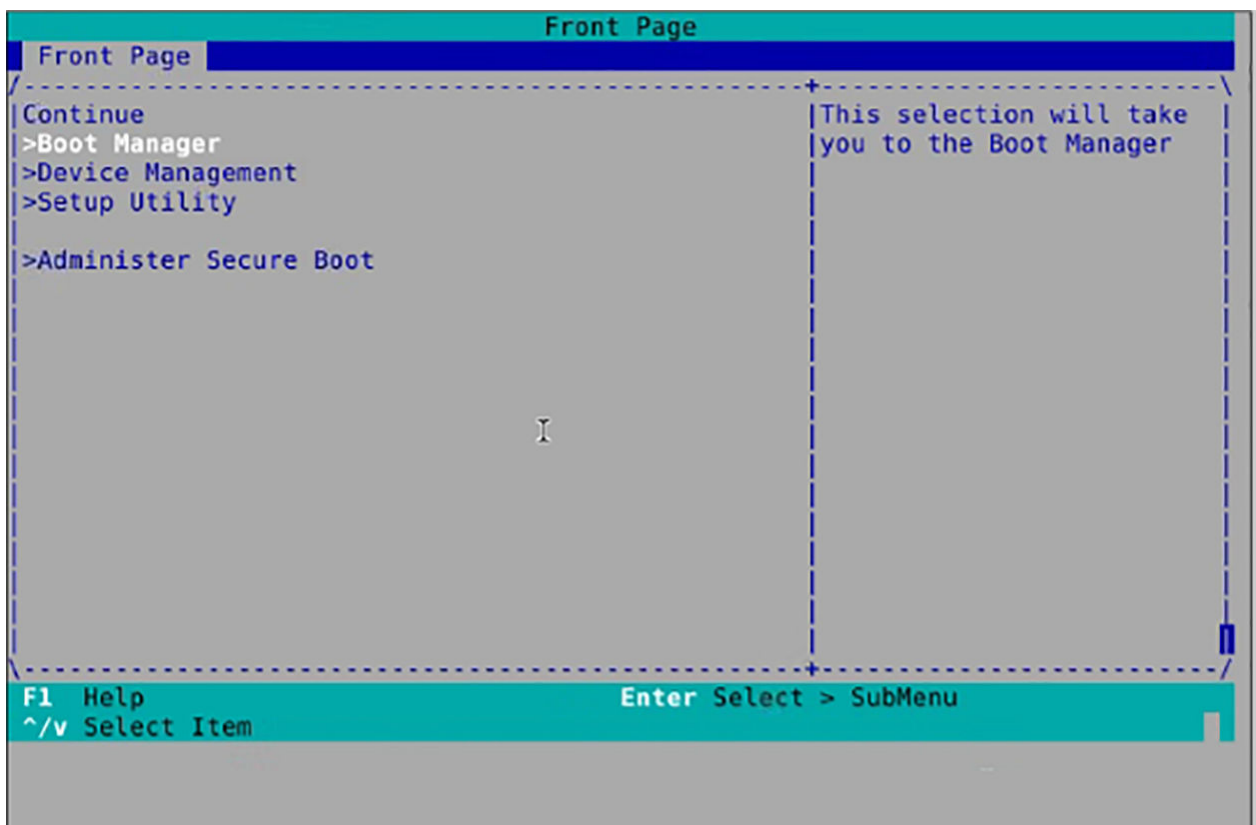 Front Page
Front Page
Continue
>Boot Manager
>Device Management
>Setup Utility
>Administer Secure Boot
This selection will take
you to the Boot Manager
F1 Help
Enter Select > SubMenu
^/v Select Item